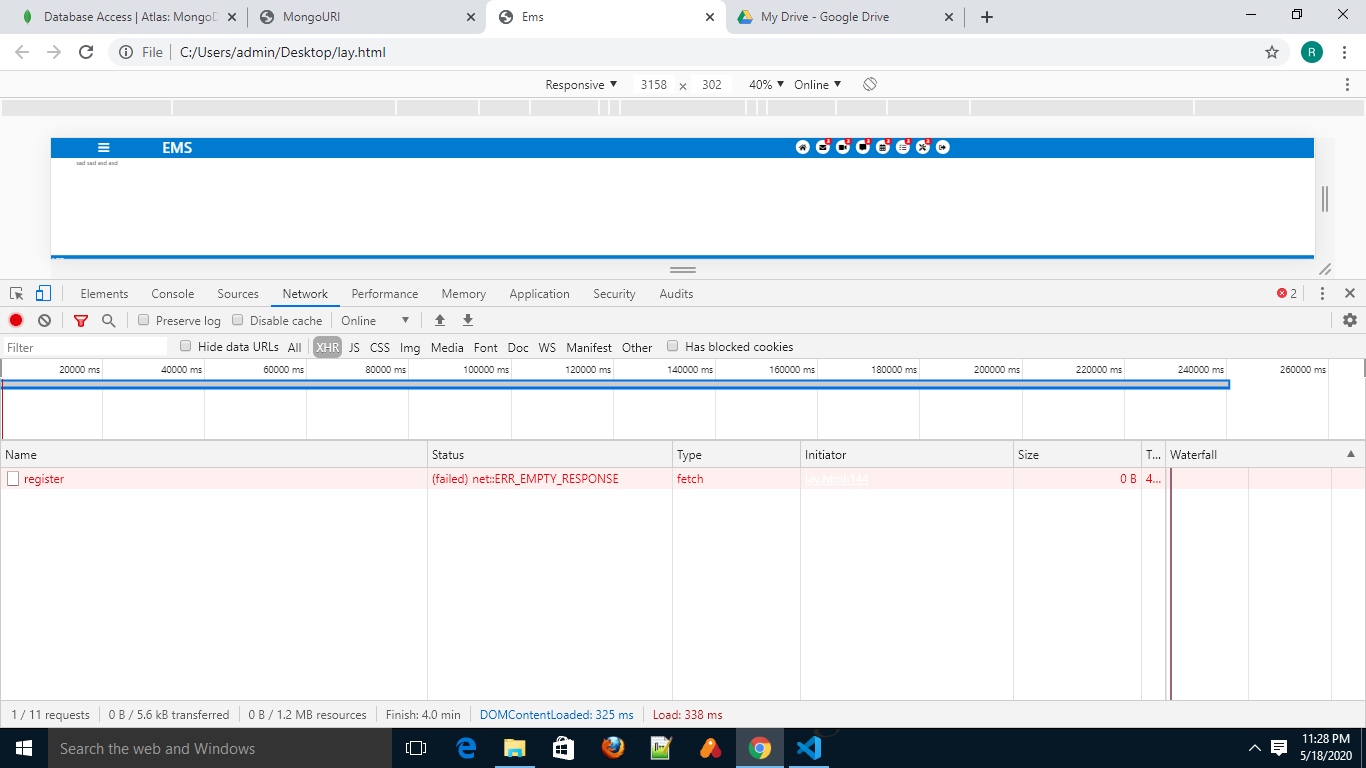 Database Access | Atlas: MongoD
MongoURI
Ems
My Drive - Google Drive
File
C:/Users/admin/Desktop/lay.html
R
Responsive
3158
×
302
40%
Online
EMS
sad sad asd asd
Elements
Console
Sources
Network
Performance
Memory
Application
Security
Audits
2
Preserve log
Disable cache
Online
Filter
Hide data URLs
All
XHR
JS
CSS
Img
Media
Font
Doc
WS
Manifest
Other
Has blocked cookies
20000 ms
40000 ms
60000 ms
80000 ms
100000 ms
120000 ms
140000 ms
160000 ms
180000 ms
200000 ms
220000 ms
240000 ms
260000 ms
Name
Status
Type
Initiator
Size
T...
Waterfall
register
(failed) net::ERR_EMPTY_RESPONSE
fetch
lay.html:144
0 B
4...
1 / 11 requests
0 B / 5.6 kB transferred
0 B / 1.2 MB resources
Finish: 4.0 min
DOMContentLoaded: 325 ms
Load: 338 ms
Search the web and Windows
11:28 PM
5/18/2020